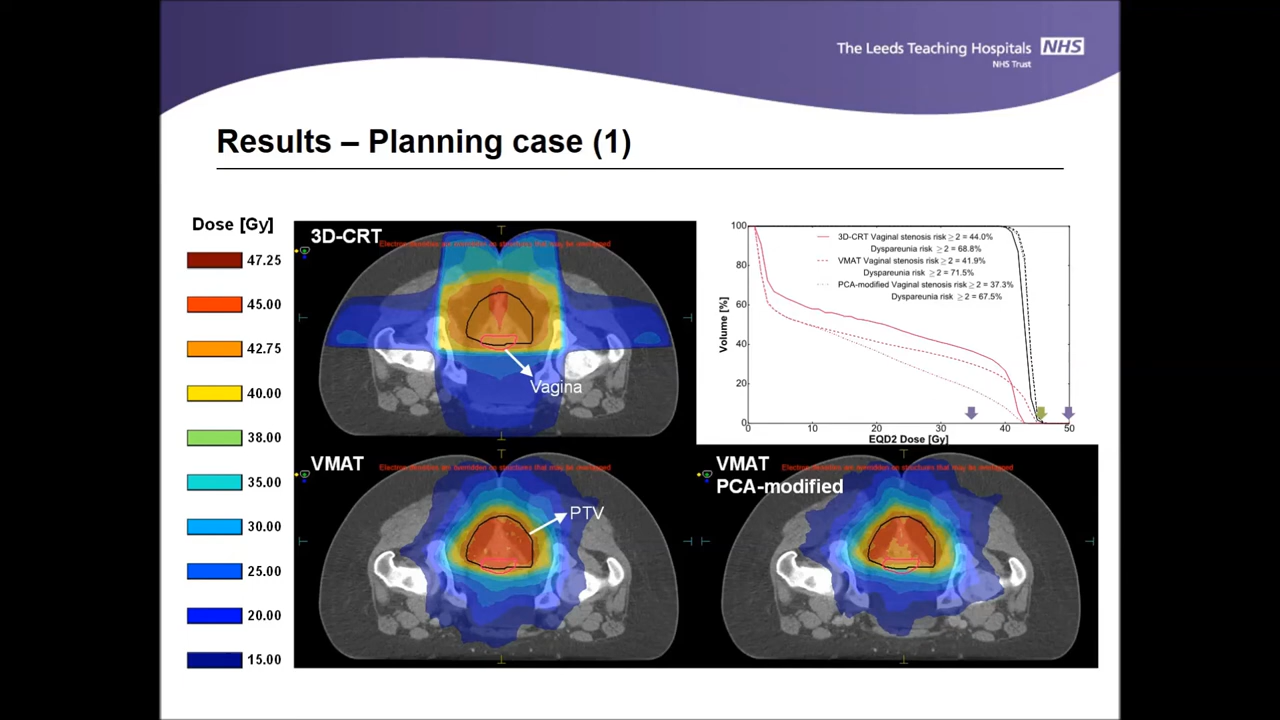 The Leeds Teaching Hospitals NHS
NHS Trust
Results – Planning case (1)
Dose [Gy]
47.25
45.00
42.75
40.00
38.00
35.00
30.00
25.00
20.00
15.00
3D-CRT
Vagina
VMAT
PTV
VMAT
PCA-modified
Volume [%]
100
80
60
40
20
0
3D-CRT Vaginal stenosis risk ≥ 2 = 44.0%
Dyspareunia risk ≥ 2 = 68.8%
VMAT Vaginal stenosis risk ≥ 2 = 41.9%
Dyspareunia risk ≥ 2 = 71.5%
PCA-modified Vaginal stenosis risk ≥ 2 = 37.3%
Dyspareunia risk ≥ 2 = 67.5%
0 10 20 30 40 50
EQD2 Dose [Gy]